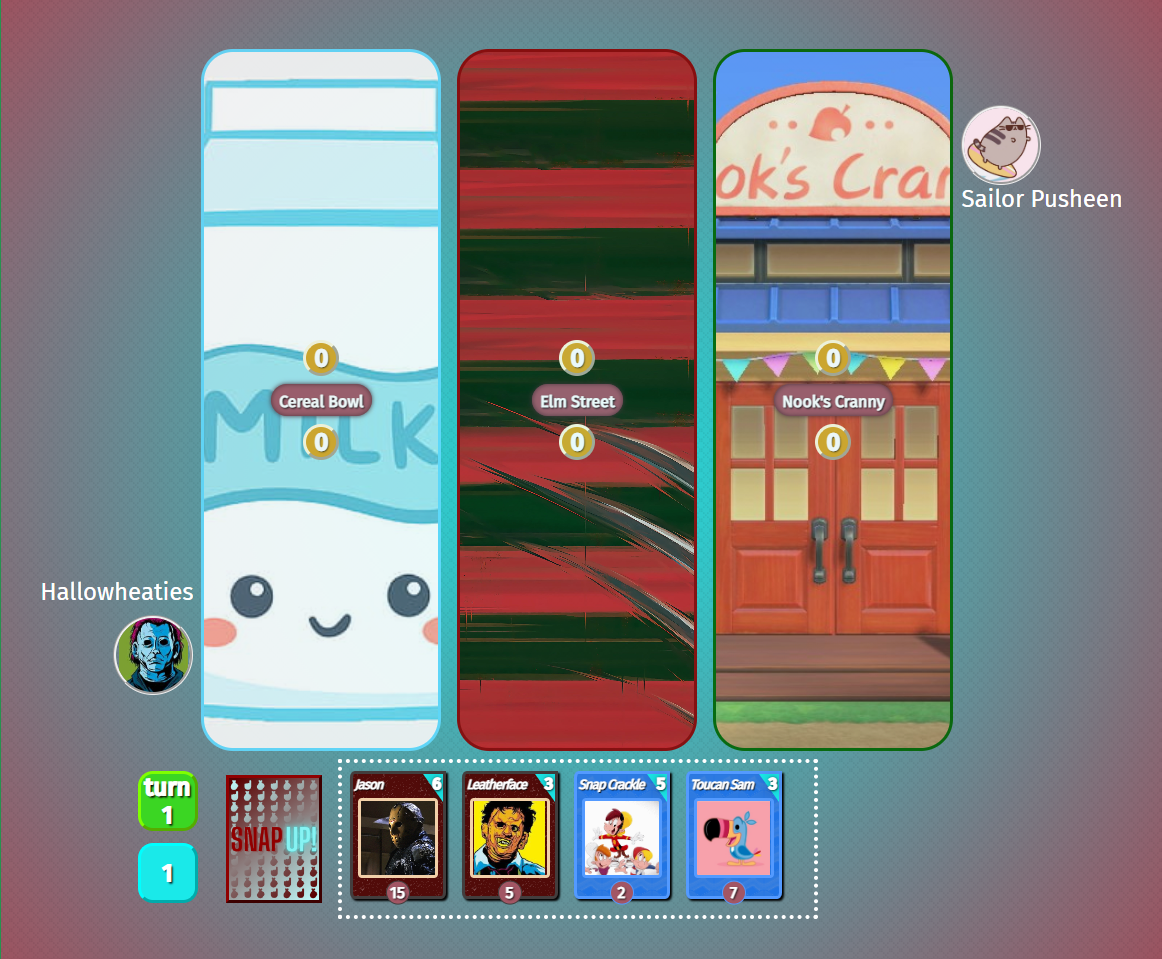 ok's Cran
Sailor Pusheen
0
0
0
Cereal Bowl
Elm Street
Nook's Cranny
MILK
0
0
0
Hallowheaties
turn
1
1
SNAP UP!
Jason
6
15
Leatherface
3
5
Snap Crackle
5
2
Toucan Sam
3
7